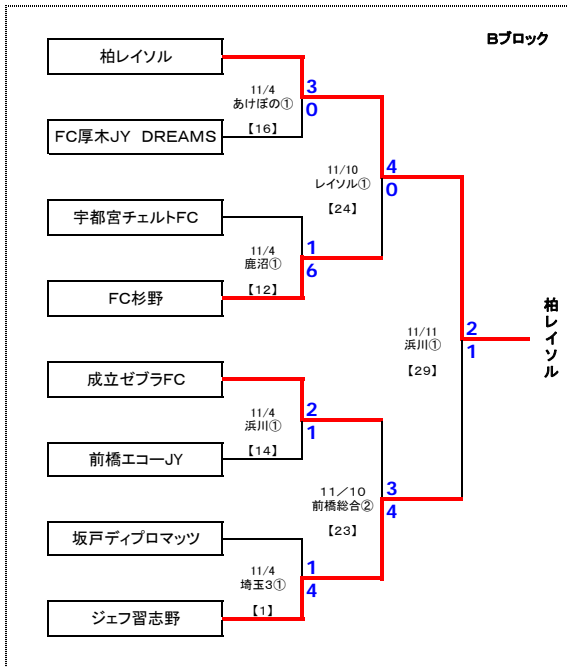 Bブロック
柏レイソル
11/4
あけぼの①
【16】
3
0
FC厚木JY DREAMS
11/10
レイソル①
【24】
4
0
宇都宮チェルトFC
11/4
鹿沼①
【12】
1
6
FC杉野
11/11
浜川①
【29】
2
1
柏レイソル
成立ゼブラFC
11/4
浜川①
【14】
2
1
前橋エコーJY
11／10
前橋総合②
【23】
3
4
坂戸ディプロマッツ
11/4
埼玉3①
【1】
1
4
ジェフ習志野